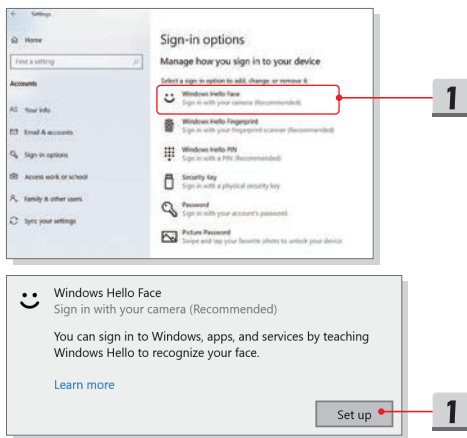 Settings
Home
Find a setting
Accounts
Your info
Email & accounts
Sign-in options
Access work or school
Family & other users
Sync your settings
Sign-in options
Manage how you sign in to your device
Select a sign-in option to add, change, or remove it.
Windows Hello Face
Sign in with your camera (Recommended)
Windows Hello Fingerprint
Sign in with your fingerprint scanner (Recommended)
Windows Hello PIN
Sign in with a PIN (Recommended)
Security Key
Sign in with a physical security key
Password
Sign in with your account's password
Picture Password
Swipe and tap your favorite photo to unlock your device
1
Windows Hello Face
Sign in with your camera (Recommended)
You can sign in to Windows, apps, and services by teaching
Windows Hello to recognize your face.
Learn more
Set up
1